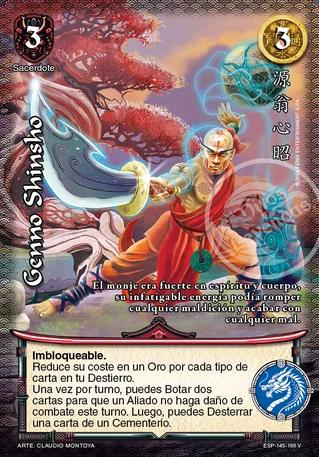 3
3
Sacerdote
源翁心昭
Genno Shinsho
El monje era fuerte en espíritu y cuerpo,
su infatigable energía podía romper
cualquier maldición y acabar con
cualquier mal.
Imbloqueable.
Reduce su coste en un Oro por cada tipo de
carta en tu Destierro.
Una vez por turno, puedes Botar dos
cartas para que un Aliado no haga daño de
combate este turno. Luego, puedes Desterrar
una carta de un Cementerio.
ARTE: CLAUDIO MONTOYA
ESP-145-166 V